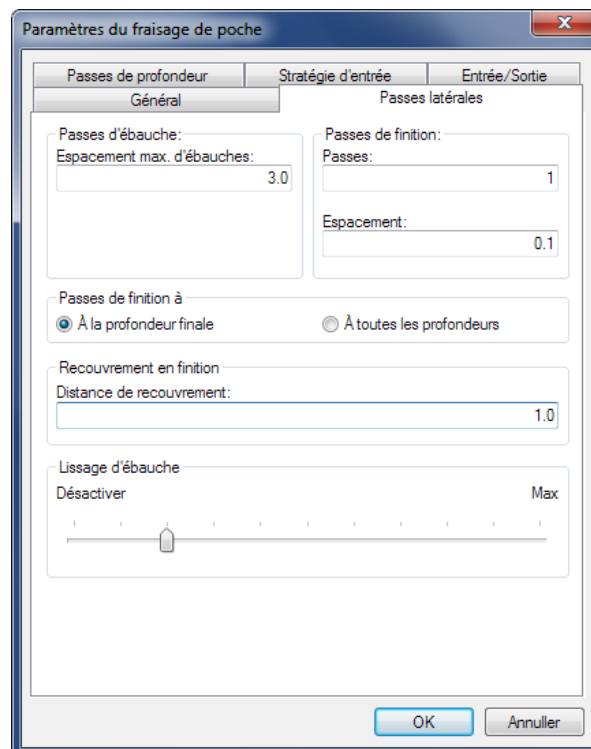 Paramètres du fraisage de poche
Passes de profondeur
Stratégie d'entrée
Entrée/Sortie
Général
Passes latérales
Passes d'ébauche:
Espacement max. d'ébauches:
3.0
Passes de finition:
Passes:
1
Espacement:
0.1
Passes de finition à
À la profondeur finale
À toutes les profondeurs
Recouvrement en finition
Distance de recouvrement:
1.0
Lissage d'ébauche
Désactiver
Max
OK
Annuller